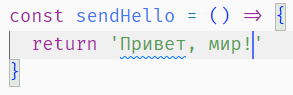 const sendHello = () => {
  return 'Привет, мир!'
}